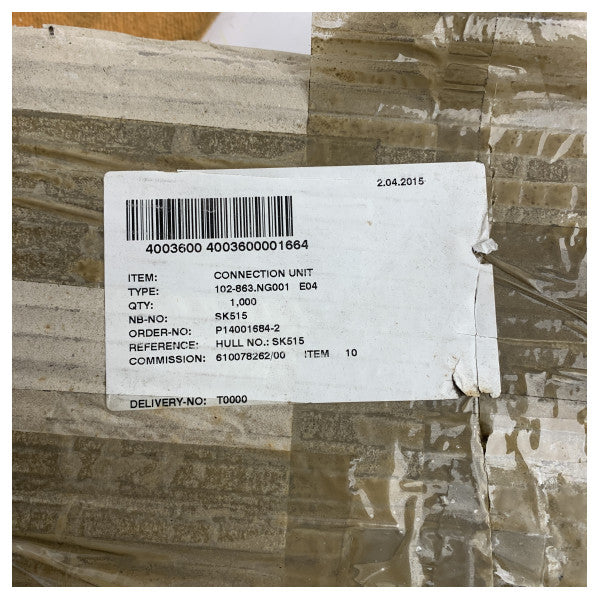 2.04.2015
4003600 4003600001664
ITEM: CONNECTION UNIT
TYPE: 102-863.NG001 E04
QTY: 1,000
NB-NO: SK515
ORDER-NO: P14001684-2
REFERENCE: HULL NO.: SK515
COMMISSION: 610078262/00 ITEM 10
DELIVERY-NO: T0000